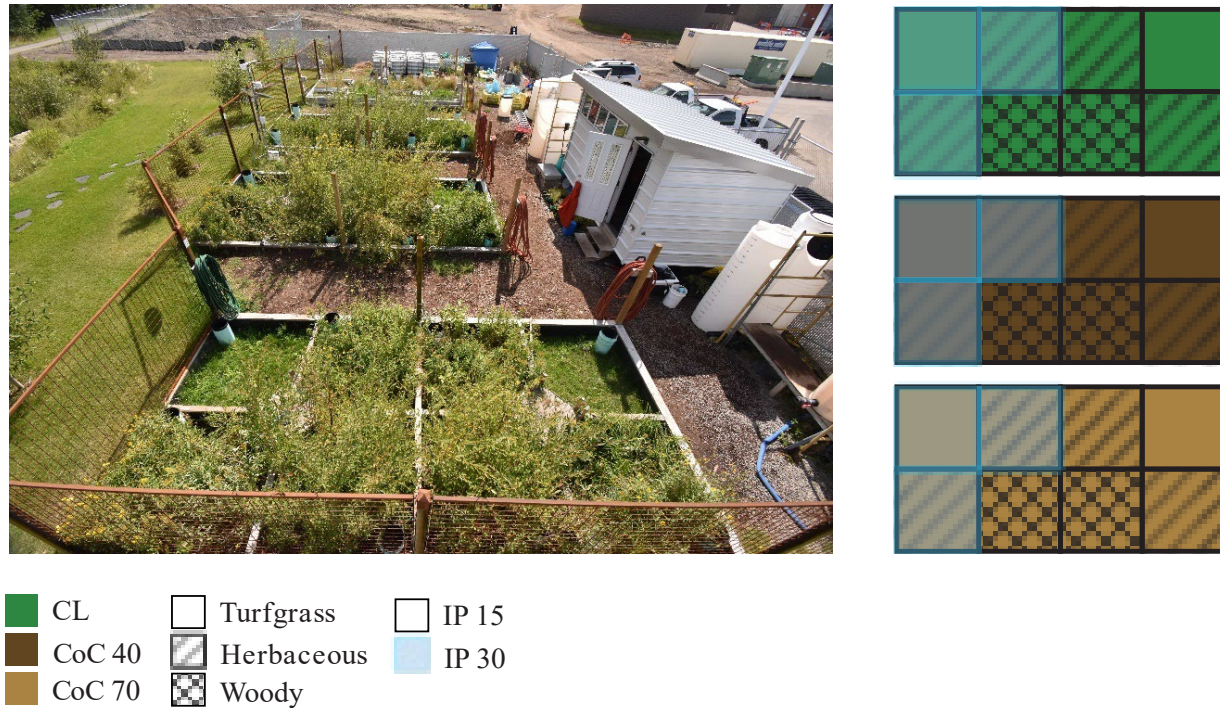 CL
CoC 40
CoC 70
Turfgrass
Herbaceous
Woody
IP 15
IP 30